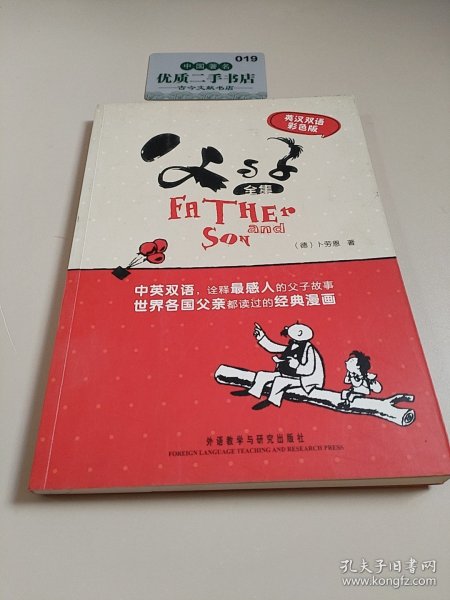 中国著名
019
优质二手书店
古今文献书店
英汉双语
彩色版
父与子
全集
FATHER
and
SON
（德）卜劳恩 著
中英双语，诠释最感人的父子故事
世界各国父亲都读过的经典漫画
外语教学与研究出版社
FOREIGN LANGUAGE TEACHING AND RESEARCH PRESS
孔夫子旧书网
www.kongfz.com